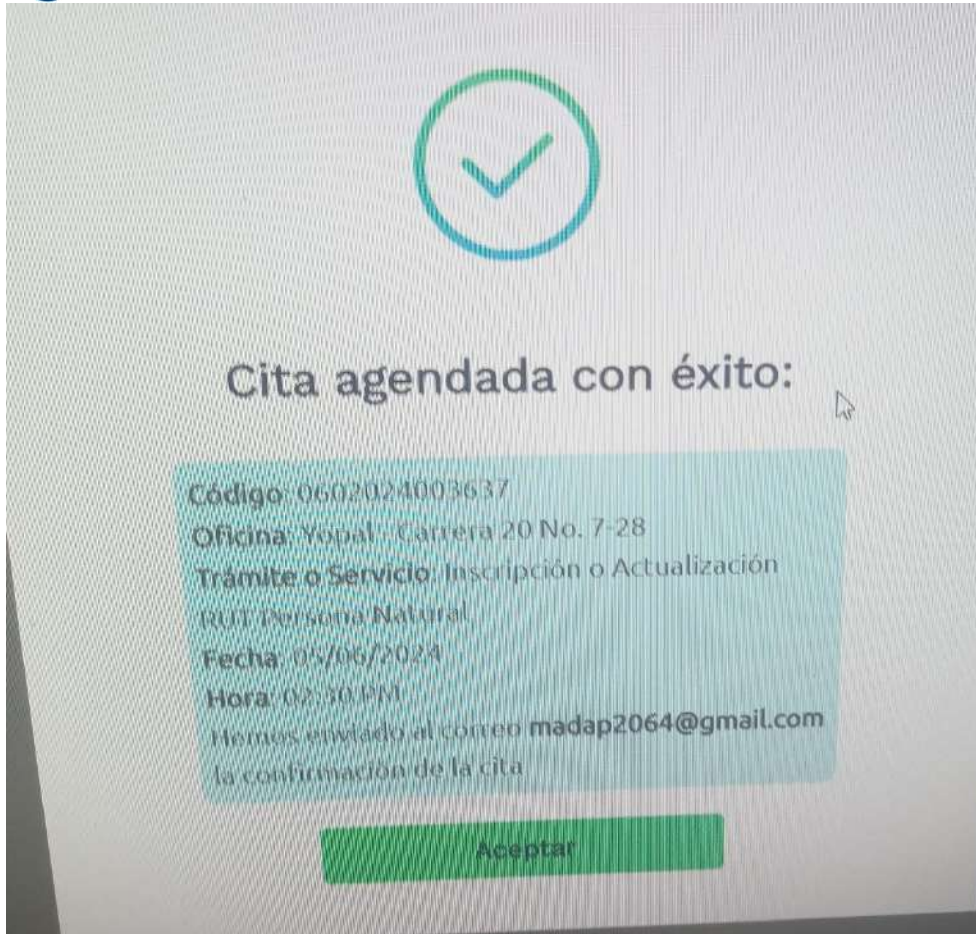 Cita agendada con éxito:
Código: 0602024003637
Oficina: Yopal - Carrera 20 No. 7-28
Trámite o Servicio: Inscripción o Actualización
RUT Persona Natural
Fecha: 05/06/2024
Hora: 02:30 PM
Hemos enviado al correo madap2064@gmail.com
la confirmación de la cita
Aceptar